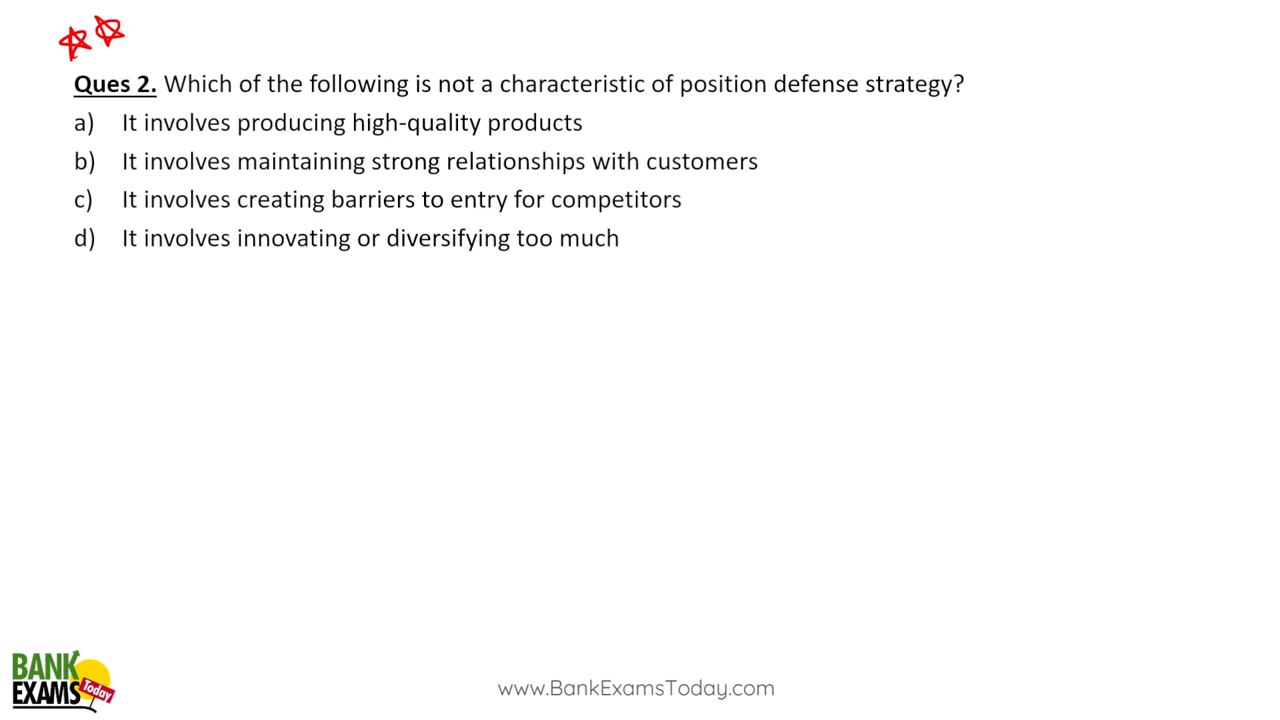 Ques 2. Which of the following is not a characteristic of position defense strategy?
a) It involves producing high-quality products
b) It involves maintaining strong relationships with customers
c) It involves creating barriers to entry for competitors
d) It involves innovating or diversifying too much
BANK
EXAMS
Today
www.BankExamsToday.com